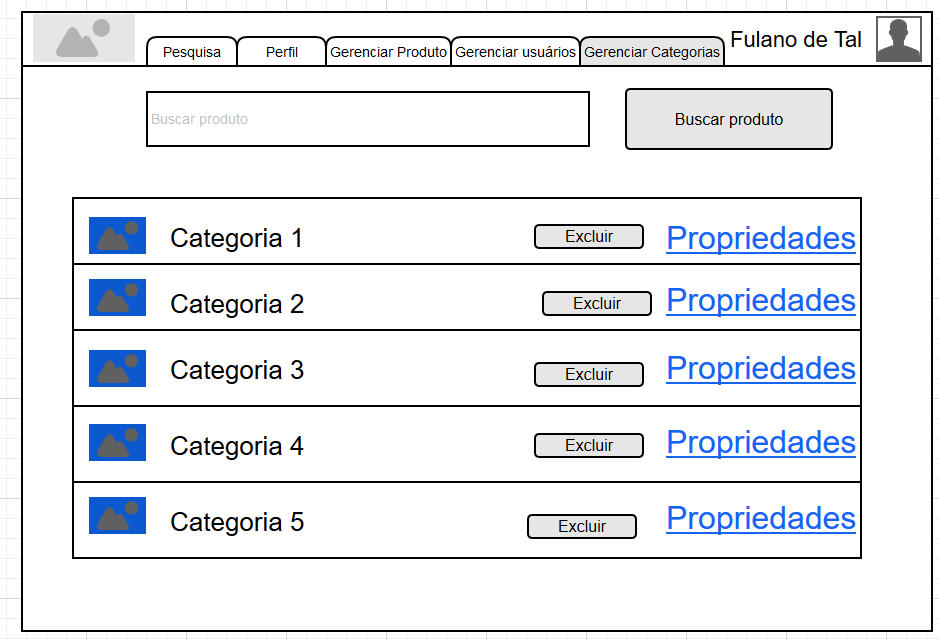 Pesquisa Perfil Gerenciar Produto Gerenciar usuários Gerenciar Categorias Fulano de Tal
Buscar produto Buscar produto
Categoria 1 Excluir Propriedades
Categoria 2 Excluir Propriedades
Categoria 3 Excluir Propriedades
Categoria 4 Excluir Propriedades
Categoria 5 Excluir Propriedades